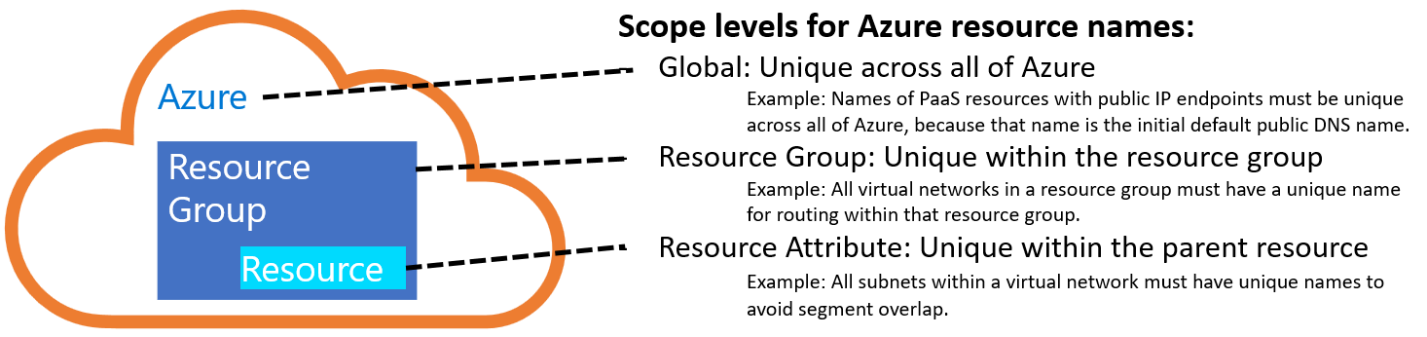 Scope levels for Azure resource names:
Azure
Global: Unique across all of Azure
Example: Names of PaaS resources with public IP endpoints must be unique
across all of Azure, because that name is the initial default public DNS name.
Resource
Group
Resource Group: Unique within the resource group
Example: All virtual networks in a resource group must have a unique name
for routing within that resource group.
Resource
Resource Attribute: Unique within the parent resource
Example: All subnets within a virtual network must have unique names to
avoid segment overlap.